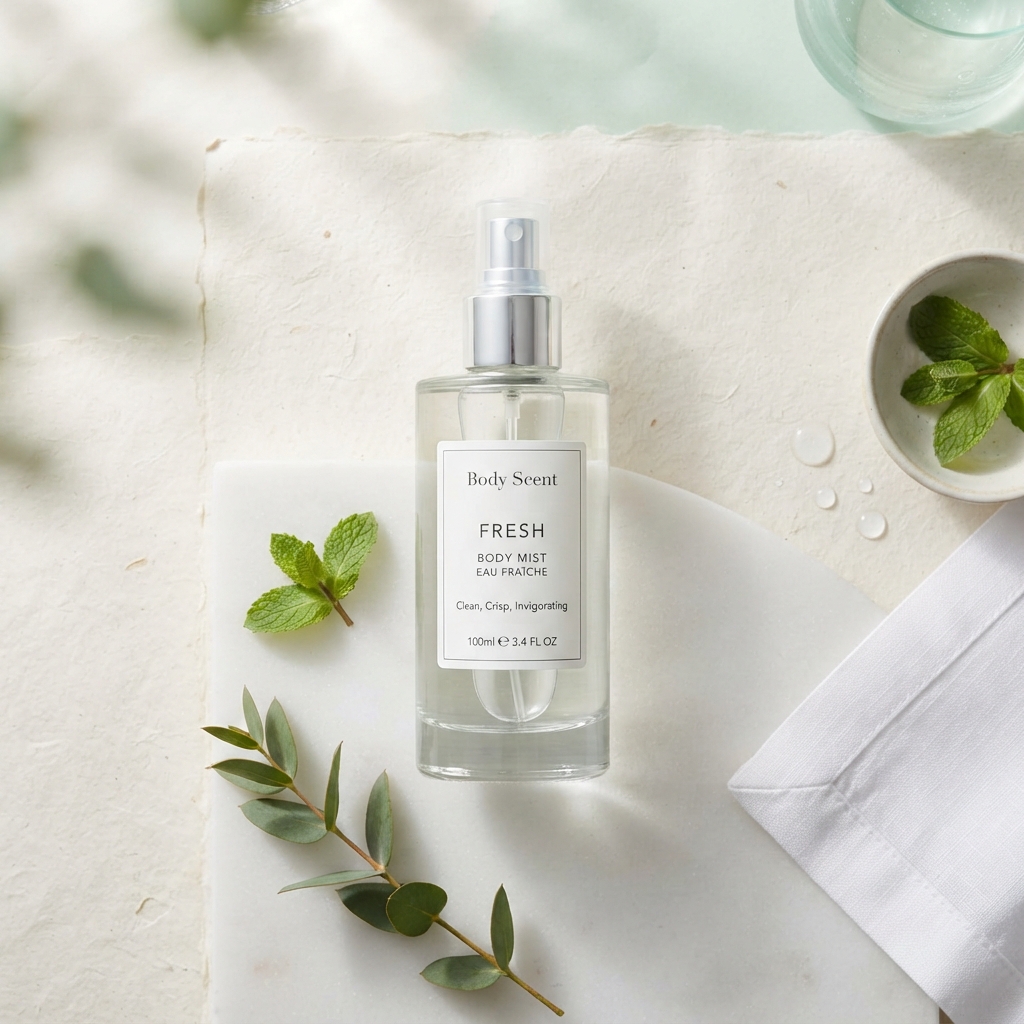 Body Scent
FRESH
BODY MIST
EAU FRAÎCHE
Clean, Crisp, Invigorating
100ml ℮ 3.4 FL OZ